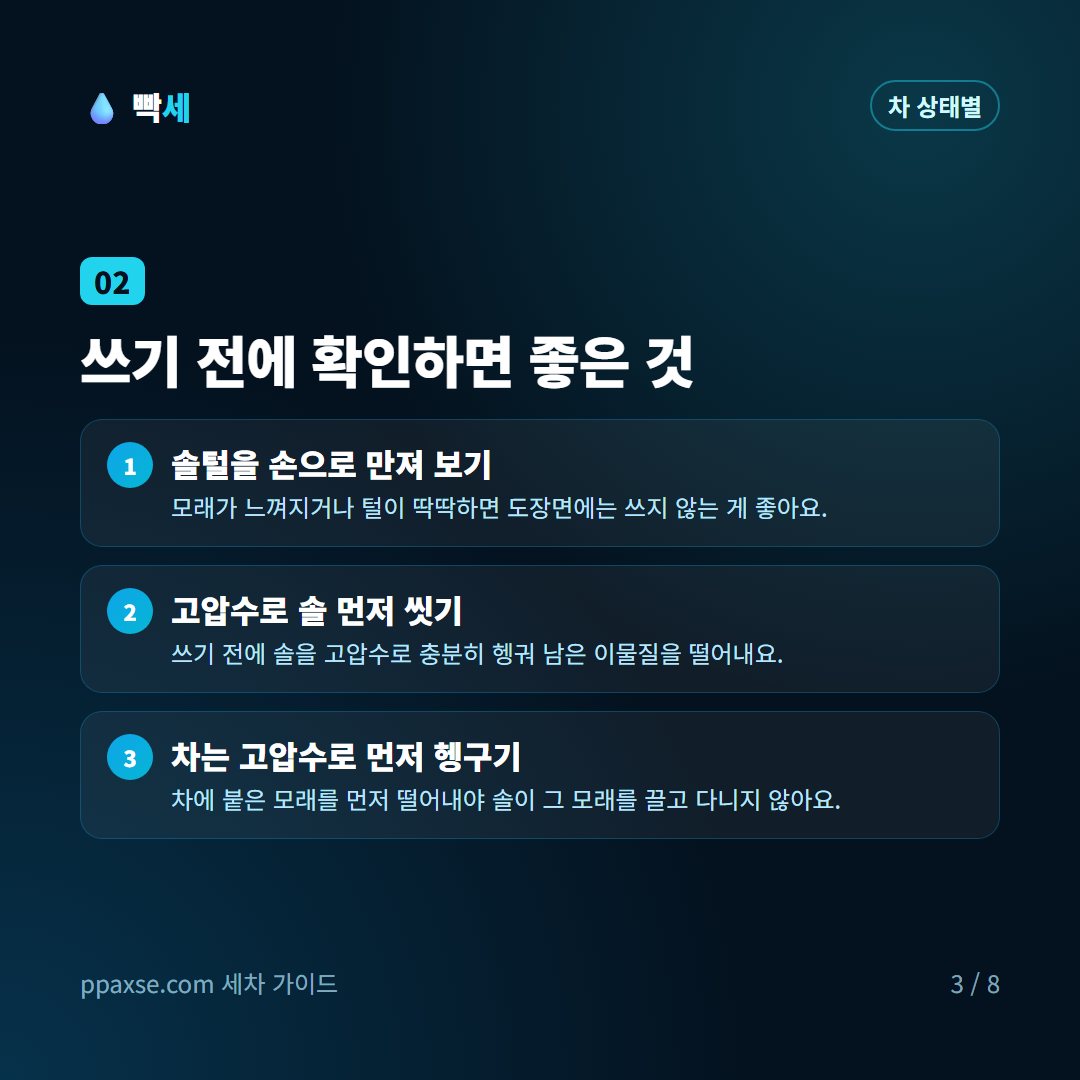 빡세
차 상태별
02
쓰기 전에 확인하면 좋은 것
1 솔털을 손으로 만져 보기
모래가 느껴지거나 털이 딱딱하면 도장면에는 쓰지 않는 게 좋아요.
2 고압수로 솔 먼저 씻기
쓰기 전에 솔을 고압수로 충분히 헹궈 남은 이물질을 떨어내요.
3 차는 고압수로 먼저 헹구기
차에 붙은 모래를 먼저 떨어내야 솔이 그 모래를 끌고 다니지 않아요.
ppaxse.com 세차 가이드
3 / 8